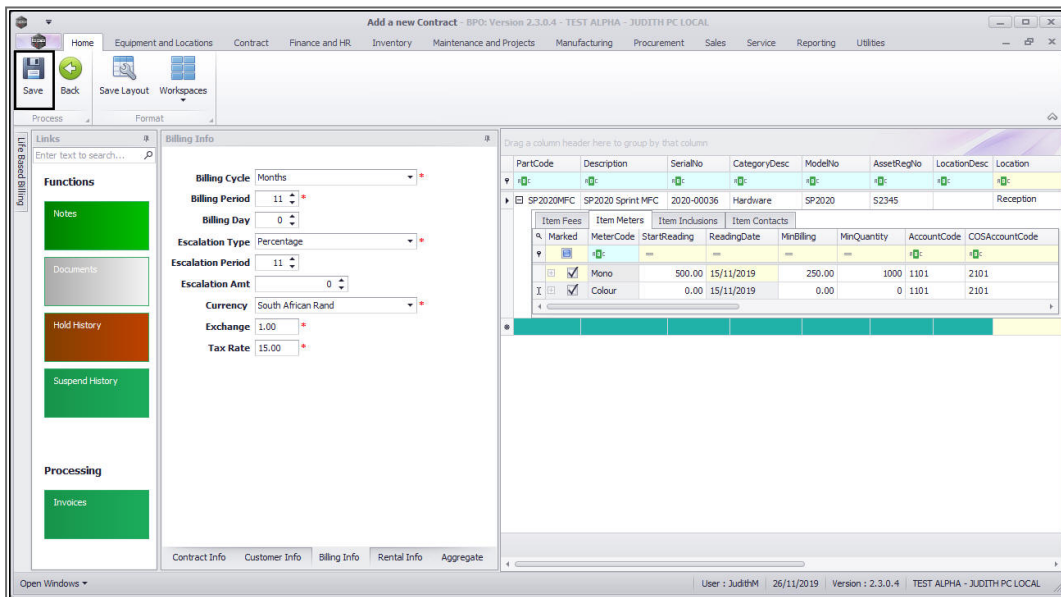 Add a new Contract - BPO: Version 2.3.0.4 - TEST ALPHA - JUDITH PC LOCAL
Home Equipment and Locations Contract Finance and HR Inventory Maintenance and Projects Manufacturing Procurement Sales Service Reporting Utilities
Save Back Save Layout Workspaces
Process Format
Life Based Billing
Links
Enter text to search...
Functions
Notes
Documents
Hold History
Suspend History
Processing
Invoices
Billing Info
Billing Cycle Months *
Billing Period 11 *
Billing Day 0
Escalation Type Percentage *
Escalation Period 11
Escalation Amt 0
Currency South African Rand *
Exchange 1.00 *
Tax Rate 15.00 *
Contract Info Customer Info Billing Info Rental Info Aggregate
Drag a column header here to group by that column
PartCode Description SerialNo CategoryDesc ModelNo AssetRegNo LocationDesc Location
SP2020MFC SP2020 Sprint MFC 2020-00036 Hardware SP2020 S2345 Reception
Item Fees Item Meters Item Inclusions Item Contacts
Marked MeterCode StartReading ReadingDate MinBilling MinQuantity AccountCode COSAccountCode
Mono 500.00 15/11/2019 250.00 1000 1101 2101
Colour 0.00 15/11/2019 0.00 0 1101 2101
Open Windows
User : JudithM 26/11/2019 Version : 2.3.0.4 TEST ALPHA - JUDITH PC LOCAL